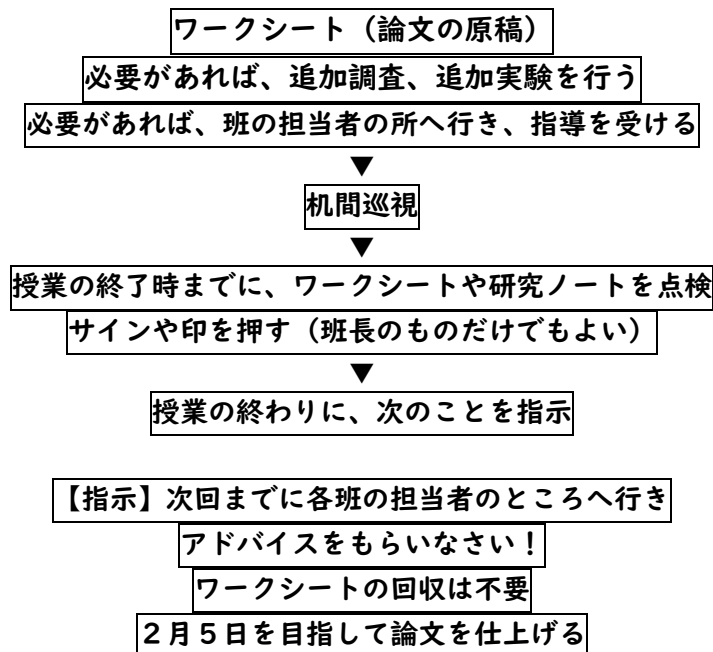 ワークシート（論文の原稿）
必要があれば、追加調査、追加実験を行う
必要があれば、班の担当者の所へ行き、指導を受ける
▼
机間巡視
▼
授業の終了時までに、ワークシートや研究ノートを点検
サインや印を押す（班長のものだけでもよい）
▼
授業の終わりに、次のことを指示
【指示】次回までに各班の担当者のところへ行き
アドバイスをもらいなさい！
ワークシートの回収は不要
２月５日を目指して論文を仕上げる